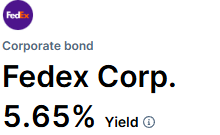 FedEx
Corporate bond
Fedex Corp.
5.65% Yield ⓘ